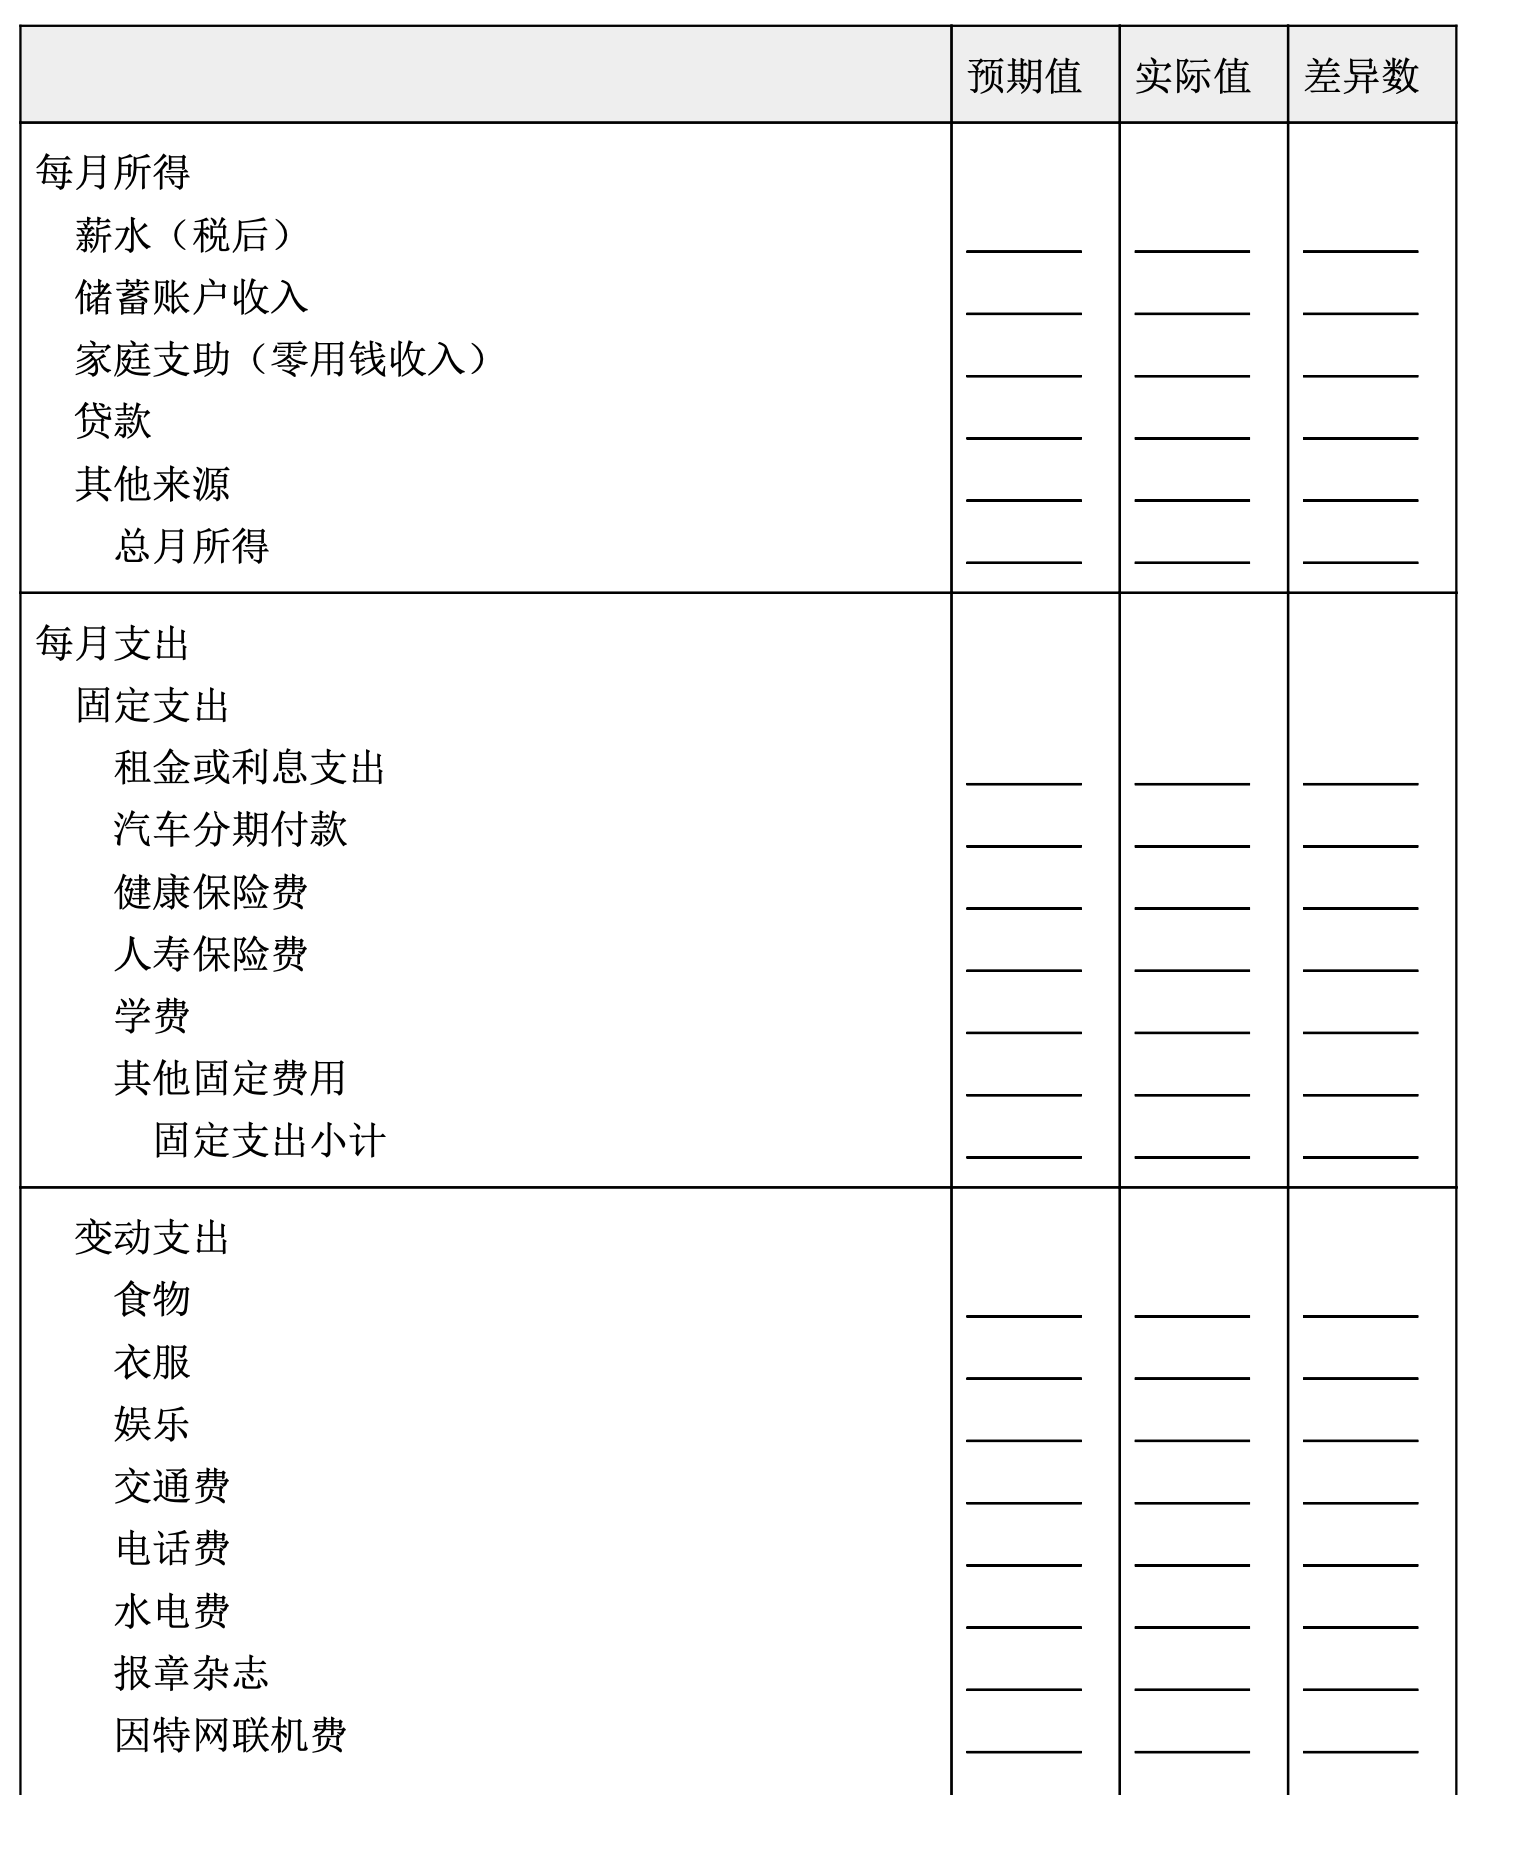 预期值 实际值 差异数
每月所得
薪水（税后） ______ ______ ______
储蓄账户收入 ______ ______ ______
家庭支助（零用钱收入） ______ ______ ______
贷款 ______ ______ ______
其他来源 ______ ______ ______
总月所得 ______ ______ ______
每月支出
固定支出
租金或利息支出 ______ ______ ______
汽车分期付款 ______ ______ ______
健康保险费 ______ ______ ______
人寿保险费 ______ ______ ______
学费 ______ ______ ______
其他固定费用 ______ ______ ______
固定支出小计 ______ ______ ______
变动支出
食物 ______ ______ ______
衣服 ______ ______ ______
娱乐 ______ ______ ______
交通费 ______ ______ ______
电话费 ______ ______ ______
水电费 ______ ______ ______
报章杂志 ______ ______ ______
因特网联机费 ______ ______ ______